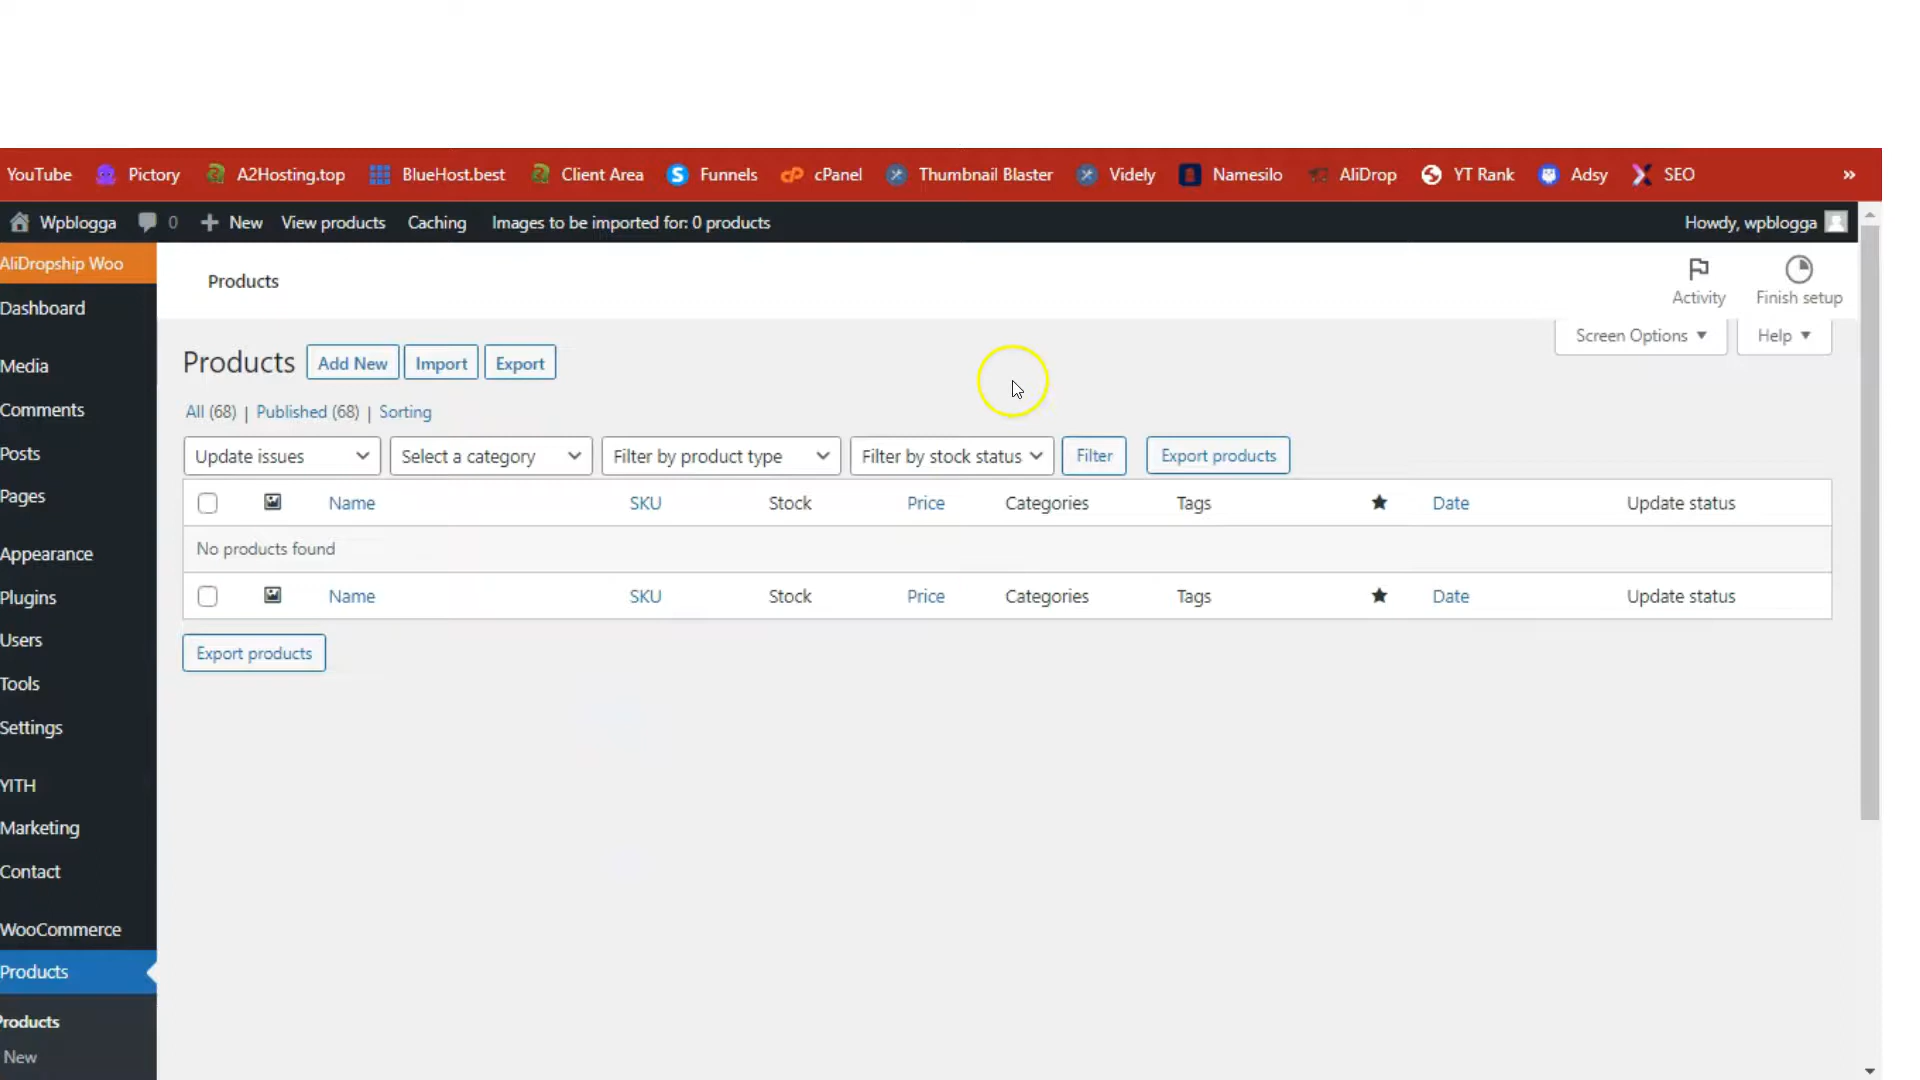 YouTube Pictory A2Hosting.top BlueHost.best Client Area Funnels cPanel Thumbnail Blaster Videly Namesilo AliDrop YT Rank Adsy SEO »
Wpblogga 0 New View products Caching Images to be imported for: 0 products Howdy, wpblogga
AliDropship Woo
Dashboard
Media
Comments
Posts
Pages
Appearance
Plugins
Users
Tools
Settings
YITH
Marketing
Contact
WooCommerce
Products
Products
New
Products
Activity
Finish setup
Screen Options ▼ Help ▼
Products Add New Import Export
All (68) | Published (68) | Sorting
Update issues Select a category Filter by product type Filter by stock status Filter Export products
Name SKU Stock Price Categories Tags Date Update status
No products found
Name SKU Stock Price Categories Tags Date Update status
Export products